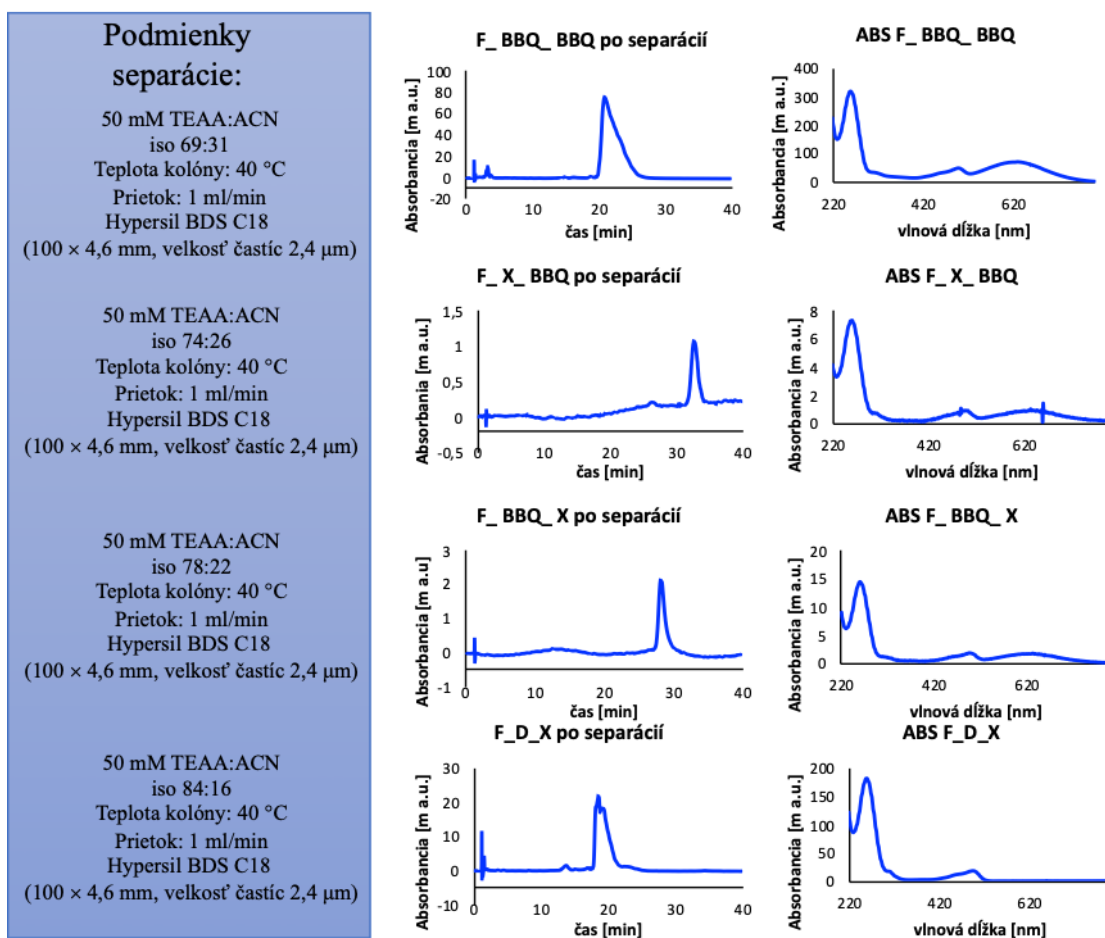 Podmienky
separácie:
50 mM TEAA:ACN
iso 69:31
Teplota kolóny: 40 °C
Prietok: 1 ml/min
Hypersil BDS C18
(100 × 4,6 mm, velkosť častíc 2,4 μm)
50 mM TEAA:ACN
iso 74:26
Teplota kolóny: 40 °C
Prietok: 1 ml/min
Hypersil BDS C18
(100 × 4,6 mm, velkosť častíc 2,4 μm)
50 mM TEAA:ACN
iso 78:22
Teplota kolóny: 40 °C
Prietok: 1 ml/min
Hypersil BDS C18
(100 × 4,6 mm, velkosť častíc 2,4 μm)
50 mM TEAA:ACN
iso 84:16
Teplota kolóny: 40 °C
Prietok: 1 ml/min
Hypersil BDS C18
(100 × 4,6 mm, velkosť častíc 2,4 μm)
F_ BBQ_ BBQ po separácií
Absorbancia [m a.u.]
100
80
60
40
20
0
-20
0 10 20 30 40
čas [min]
ABS F_ BBQ_ BBQ
Absorbancia [m a.u.]
400
300
200
100
0
220 420 620
vlnová dĺžka [nm]
F_ X_ BBQ po separácií
Absorbania [m a.u.]
1,5
1
0,5
0
-0,5
0 10 20 30 40
čas [min]
ABS F_ X_ BBQ
Absorbancia [m a.u.]
8
6
4
2
0
220 420 620
vlnová dĺžka [nm]
F_ BBQ_ X po separácií
Absorbancia [m a.u]
3
2
1
0
-1
0 10 20 30 40
čas [min]
ABS F_ BBQ_ X
Absorbancia [m a.u.]
20
15
10
5
0
220 420 620
vlnová dĺžka [nm]
F_D_X po separácií
Absorbancia [m a.u.]
30
20
10
0
-10
0 10 20 30 40
čas [min]
ABS F_D_X
Absorbancia [m a.u.]
200
150
100
50
0
220 420 620
vlnová dĺžka [nm]